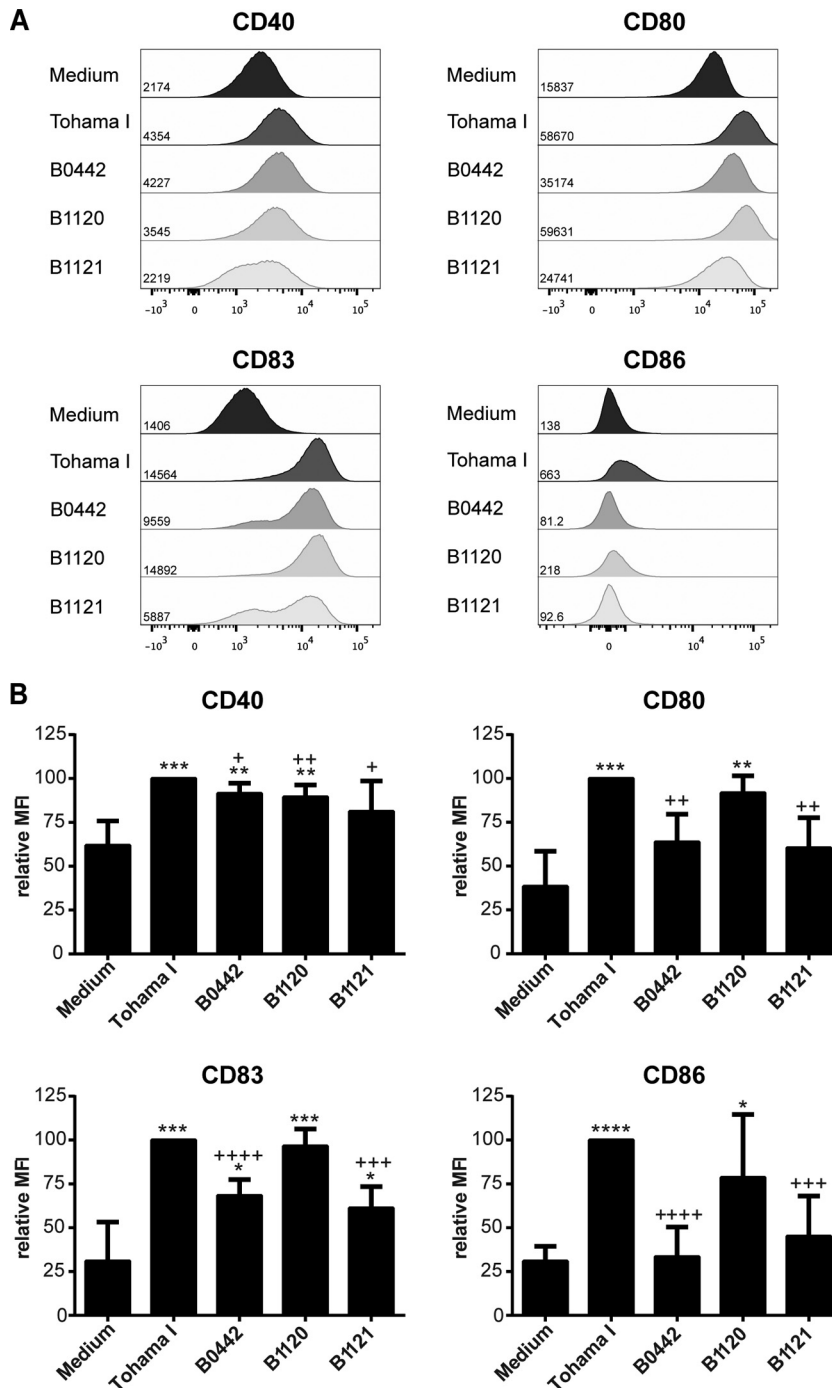 A
CD40
Medium
2174
Tohama I
4354
B0442
4227
B1120
3545
B1121
2219
-10³ 0 10³ 10⁴ 10⁵
CD80
Medium
15837
Tohama I
58670
B0442
35174
B1120
59631
B1121
24741
-10³ 0 10³ 10⁴ 10⁵
CD83
Medium
1406
Tohama I
14564
B0442
9559
B1120
14892
B1121
5887
-10³ 0 10³ 10⁴ 10⁵
CD86
Medium
138
Tohama I
663
B0442
81.2
B1120
218
B1121
92.6
0 10⁴ 10⁵
B
CD40
relative MFI
125
100
75
50
25
0
***
+
**
++
**
+
Medium Tohama I B0442 B1120 B1121
CD80
relative MFI
125
100
75
50
25
0
***
++
**
++
Medium Tohama I B0442 B1120 B1121
CD83
relative MFI
125
100
75
50
25
0
***
++++
*
***
+++
*
Medium Tohama I B0442 B1120 B1121
CD86
relative MFI
125
100
75
50
25
0
****
++++
*
+++
Medium Tohama I B0442 B1120 B1121